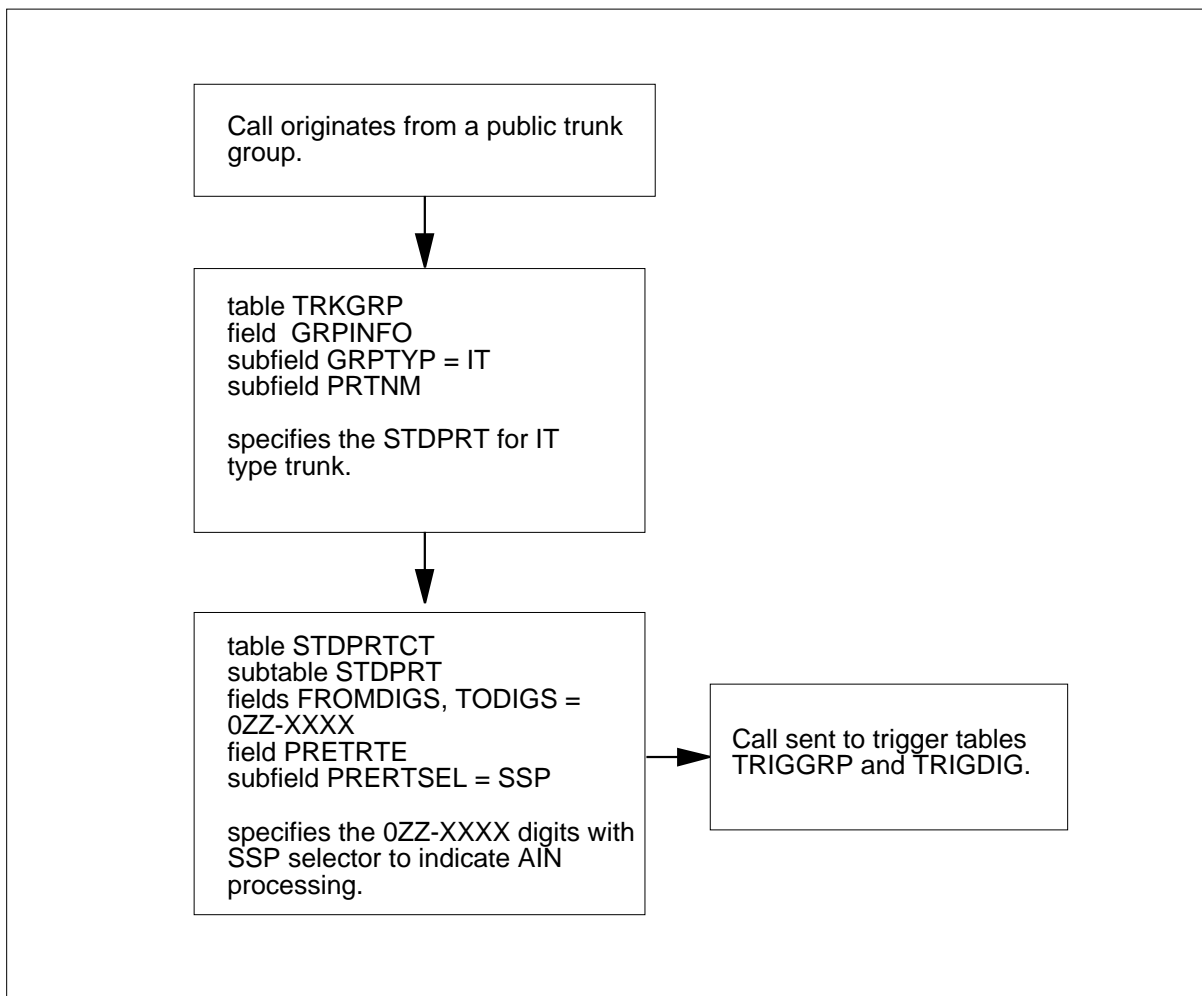 Call originates from a public trunk
group.
table TRKGRP
field  GRPINFO
subfield GRPTYP = IT
subfield PRTNM
specifies the STDPRT for IT
type trunk.
table STDPRTCT
subtable STDPRT
fields FROMDIGS, TODIGS =
0ZZ-XXXX
field PRETRTE
subfield PRERTSEL = SSP
specifies the 0ZZ-XXXX digits with
SSP selector to indicate AIN
processing.
Call sent to trigger tables
TRIGGRP and TRIGDIG.